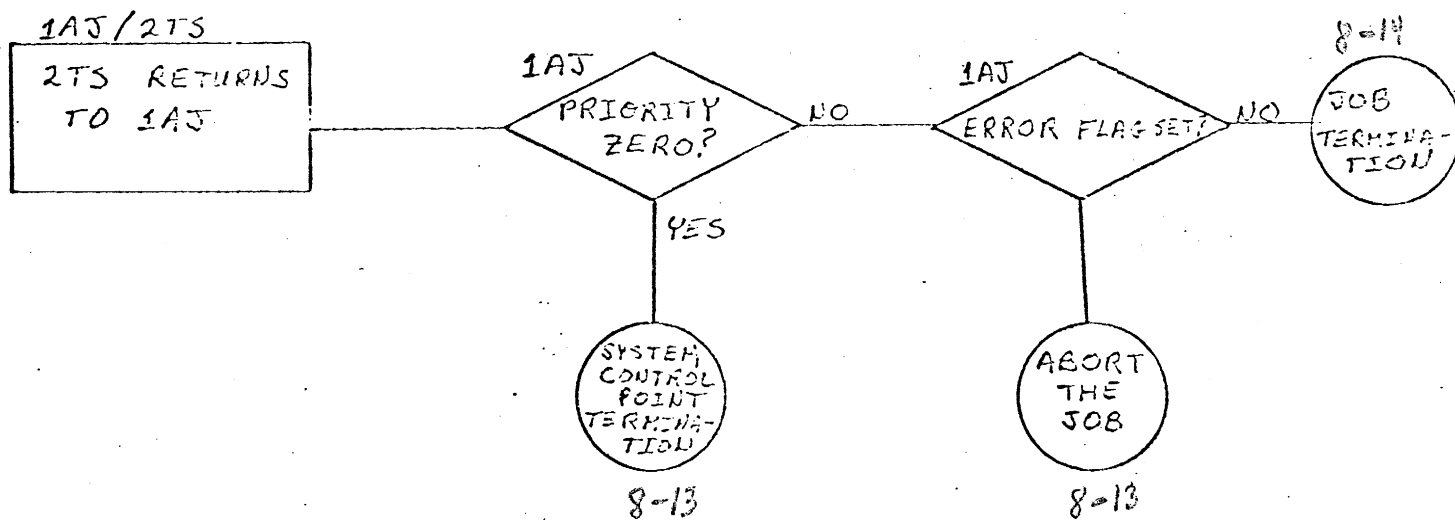 1AJ/2TS
2TS RETURNS
TO 1AJ
1AJ
PRIORITY
ZERO?
NO
YES
SYSTEM
CONTROL
POINT
TERMINA-
TION
8-13
1AJ
ERROR FLAG SET?
NO
ABORT
THE
JOB
8-13
8-14
JOB
TERMINA-
TION